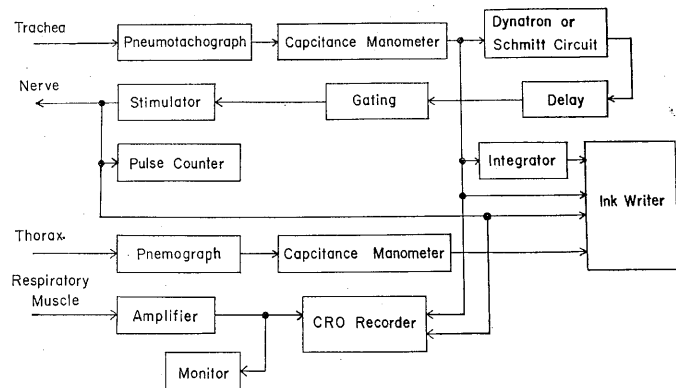 Trachea
Pneumotachograph
Capcitance Manometer
Dynatron or
Schmitt Circuit
Nerve
Stimulator
Gating
Delay
Pulse Counter
Integrator
Ink Writer
Thorax.
Pnemograph
Capcitance Manometer
Respiratory
Muscle
Amplifier
CRO Recorder
Monitor